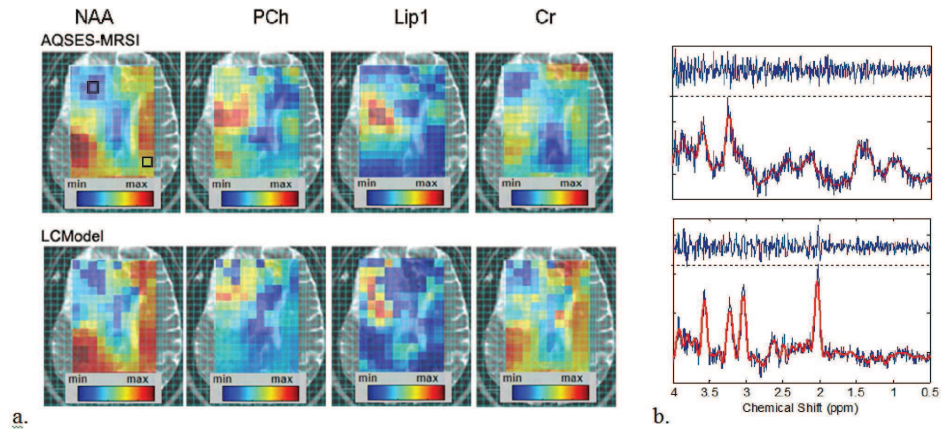 a.
NAA PCh Lip1 Cr
AQSES-MRSI
min max min max min max min max
LCModel
min max min max min max min max
b.
4 3.5 3 2.5 2 1.5 1 0.5
Chemical Shift (ppm)